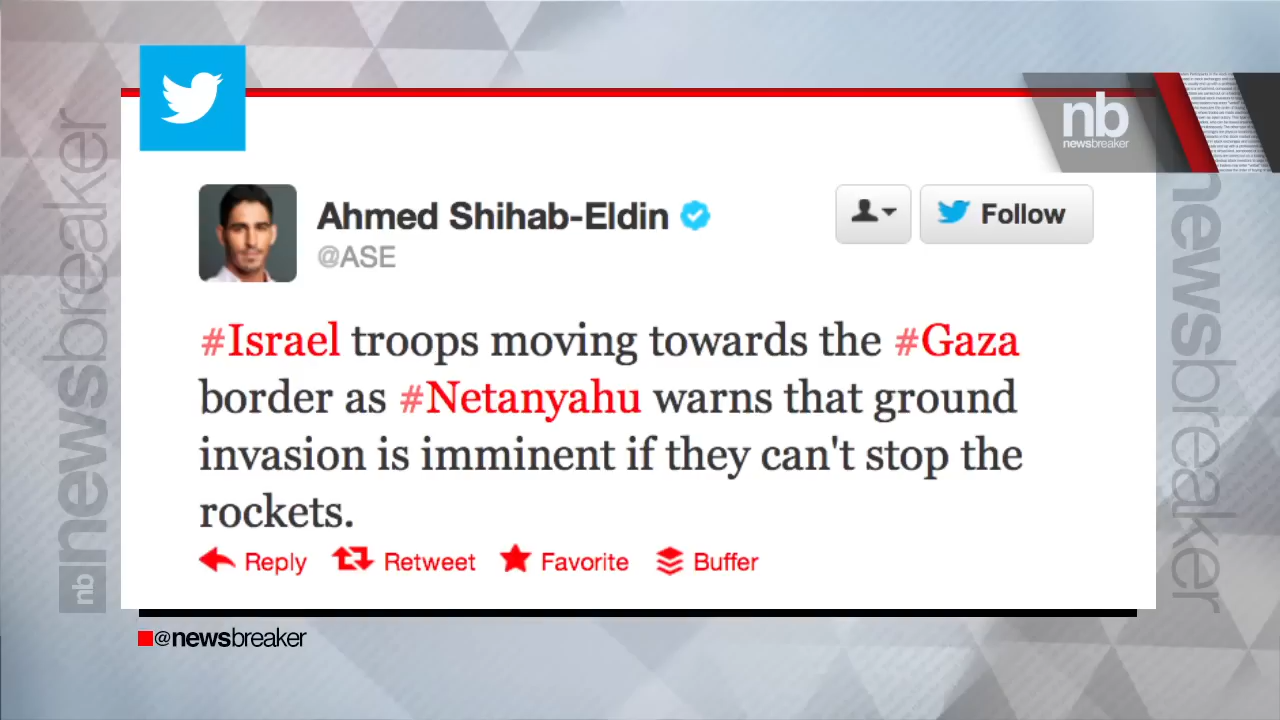 nb
newsbreaker
Ahmed Shihab-Eldin
@ASE
Follow
#Israel troops moving towards the #Gaza
border as #Netanyahu warns that ground
invasion is imminent if they can't stop the
rockets.
Reply Retweet Favorite Buffer
@newsbreaker
nb newsbreaker
newsbreaker